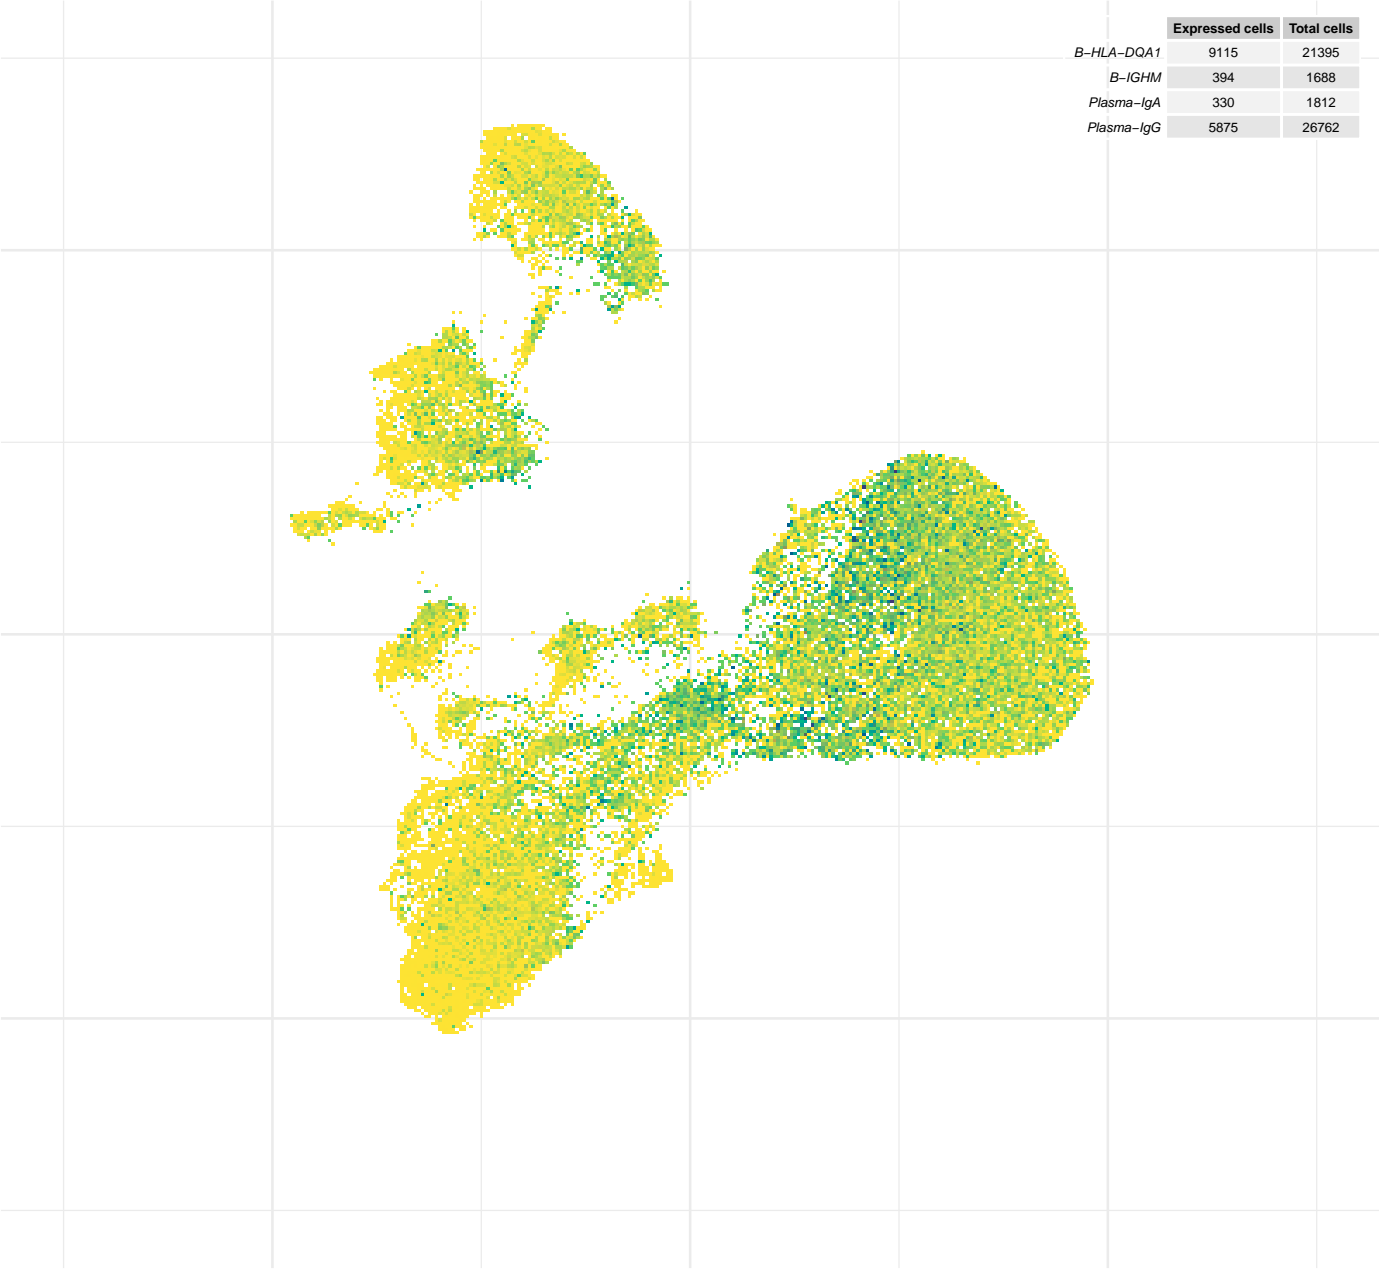 Expressed cells Total cells
B−HLA−DQA1 9115 21395
B−IGHM 394 1688
Plasma−IgA 330 1812
Plasma−IgG 5875 26762